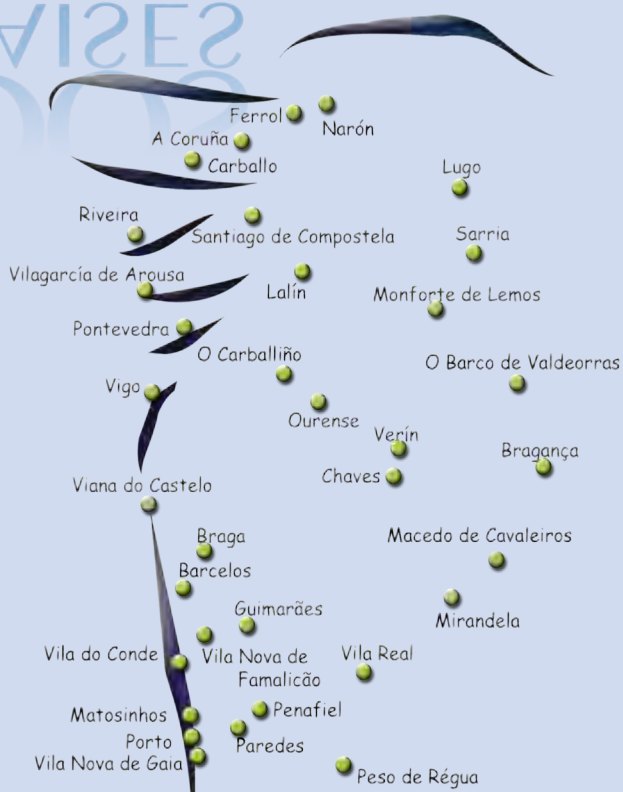 AISES
DOS
Ferrol
Narón
A Coruña
Carballo
Lugo
Riveira
Santiago de Compostela
Sarria
Vilagarcía de Arousa
Lalín
Monforte de Lemos
Pontevedra
O Carballiño
O Barco de Valdeorras
Vigo
Ourense
Verín
Bragança
Chaves
Viana do Castelo
Braga
Macedo de Cavaleiros
Barcelos
Guimarães
Mirandela
Vila do Conde
Vila Nova de
Famalicão
Vila Real
Matosinhos
Penafiel
Porto
Paredes
Vila Nova de Gaia
Peso de Régua